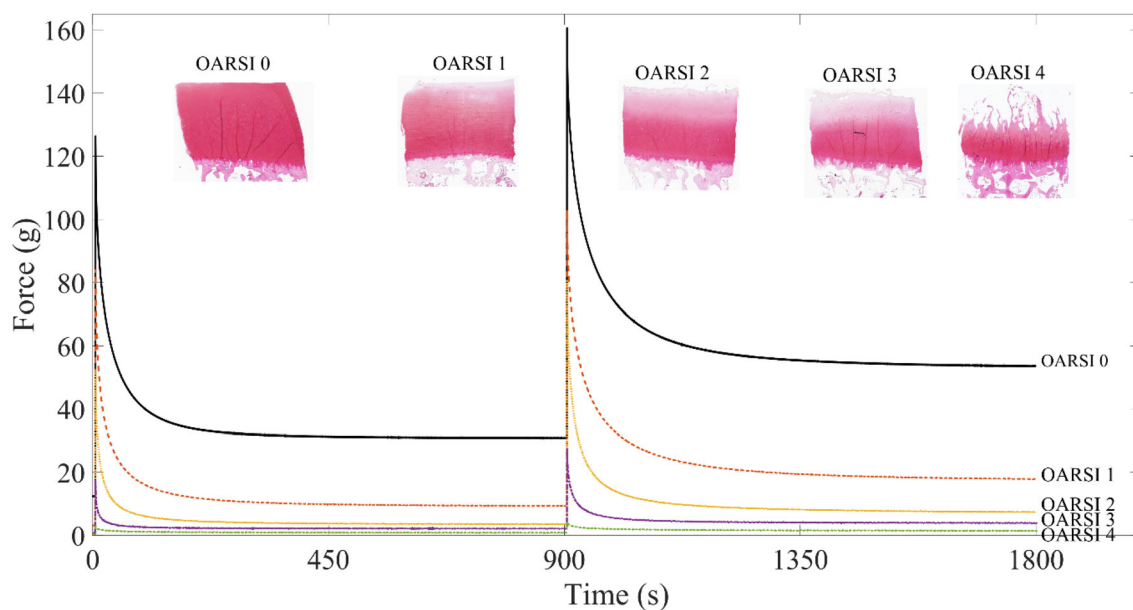 160
140
120
100
80
60
40
20
0
Force (g)
OARSI 0
OARSI 1
OARSI 2
OARSI 3
OARSI 4
OARSI 0
OARSI 1
OARSI 2
OARSI 3
OARSI 4
0 450 900 1350 1800
Time (s)